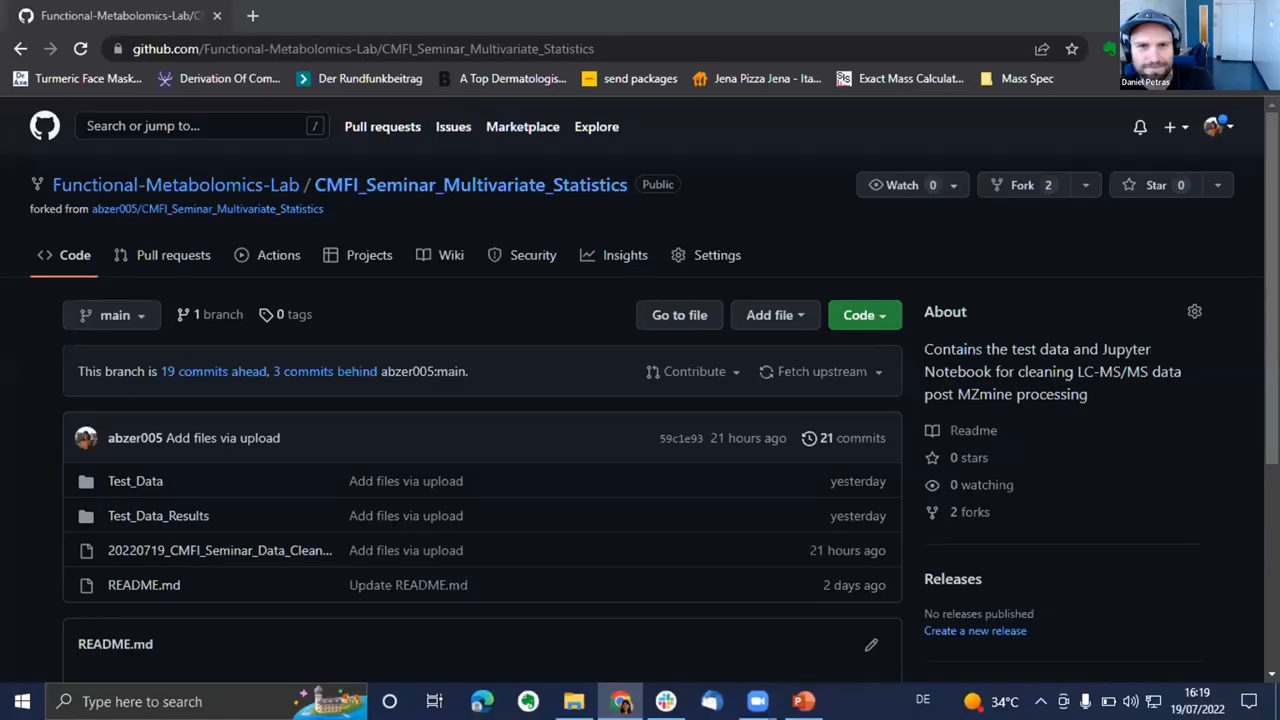 Functional-Metabolomics-Lab/C
github.com/Functional-Metabolomics-Lab/CMFI_Seminar_Multivariate_Statistics
Turmeric Face Mask... Derivation Of Com... Der Rundfunkbeitrag A Top Dermatologis... send packages Jena Pizza Jena - Ita... Exact Mass Calculat... Mass Spec
Daniel Petras
Search or jump to... / Pull requests Issues Marketplace Explore
Functional-Metabolomics-Lab / CMFI_Seminar_Multivariate_Statistics Public Watch 0 Fork 2 Star 0
forked from abzer005/CMFI_Seminar_Multivariate_Statistics
Code Pull requests Actions Projects Wiki Security Insights Settings
main 1 branch 0 tags Go to file Add file Code
This branch is 19 commits ahead, 3 commits behind abzer005:main. Contribute Fetch upstream
abzer005 Add files via upload 59c1e93 21 hours ago 21 commits
Test_Data Add files via upload yesterday
Test_Data_Results Add files via upload yesterday
20220719_CMFI_Seminar_Data_Clean... Add files via upload 21 hours ago
README.md Update README.md 2 days ago
README.md
About
Contains the test data and Jupyter
Notebook for cleaning LC-MS/MS data
post MZmine processing
Readme
0 stars
0 watching
2 forks
Releases
No releases published
Create a new release
Type here to search DE 34°C 16:19
19/07/2022